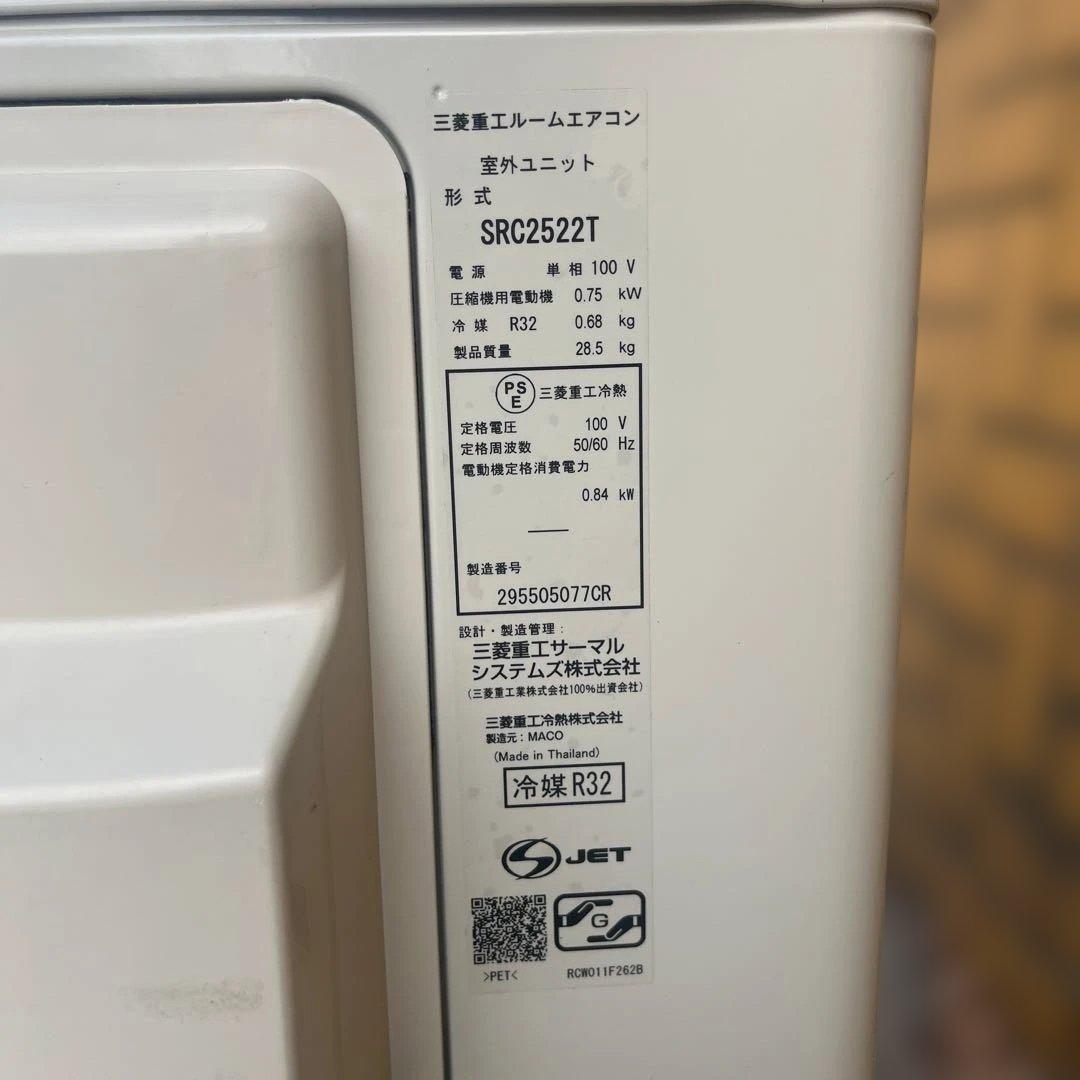 三菱重工ルームエアコン
室外ユニット
形式
SRC2522T
電源 単相 100 V
圧縮機用電動機 0.75 kW
冷媒 R32 0.68 kg
製品質量 28.5 kg
PS E 三菱重工冷熱
定格電圧 100 V
定格周波数 50/60 Hz
電動機定格消費電力
0.84 kW
製造番号
295505077CR
設計・製造管理:
三菱重工サーマル
システムズ株式会社
(三菱重工業株式会社100%出資会社)
三菱重工冷熱株式会社
製造元: MACO
(Made in Thailand)
冷媒 R32
S JET
G
>PET< RCW011F262B